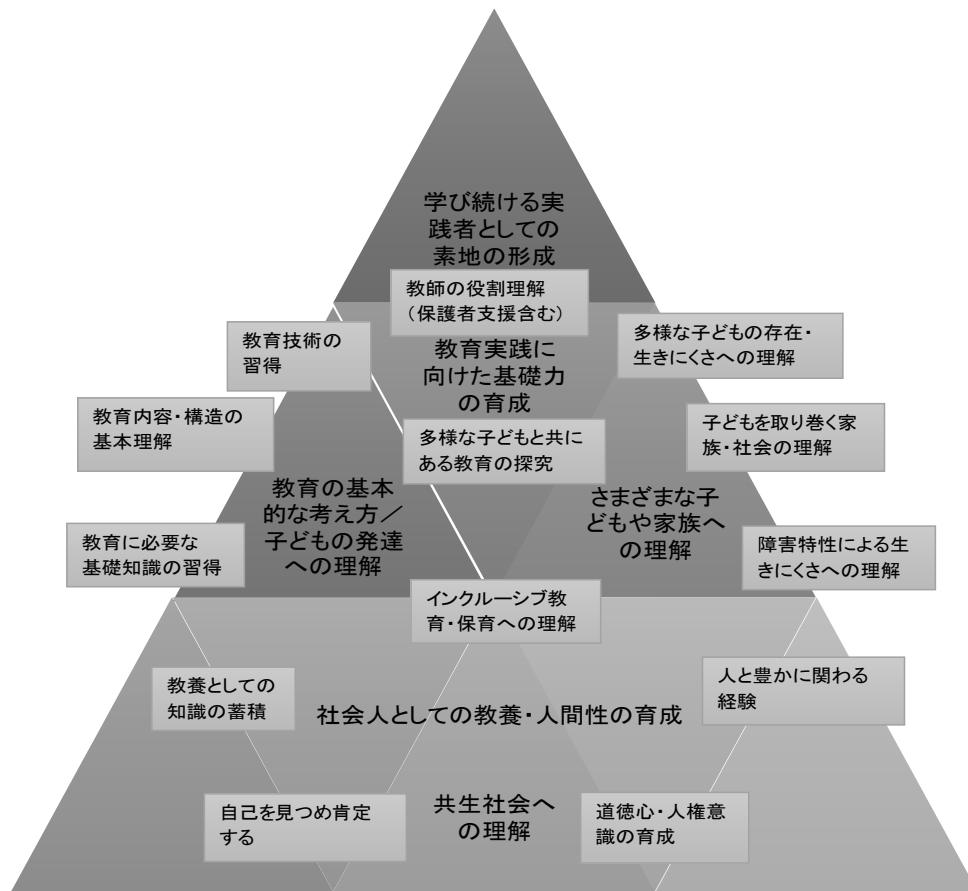 学び続ける実
践者としての
素地の形成
教師の役割理解
（保護者支援含む）
教育技術の
習得
多様な子どもの存在・
生きにくさへの理解
教育実践に
向けた基礎力
の育成
教育内容・構造の
基本理解
子どもを取り巻く家
族・社会の理解
多様な子どもと共に
ある教育の探究
教育の基本
的な考え方／
子どもの発達
への理解
さまざまな子
どもや家族へ
の理解
教育に必要な
基礎知識の習得
障害特性による生
きにくさへの理解
インクルーシブ教
育・保育への理解
教養としての
知識の蓄積
人と豊かに関わる
経験
社会人としての教養・人間性の育成
自己を見つめ肯定
する
共生社会へ
の理解
道徳心・人権意
識の育成